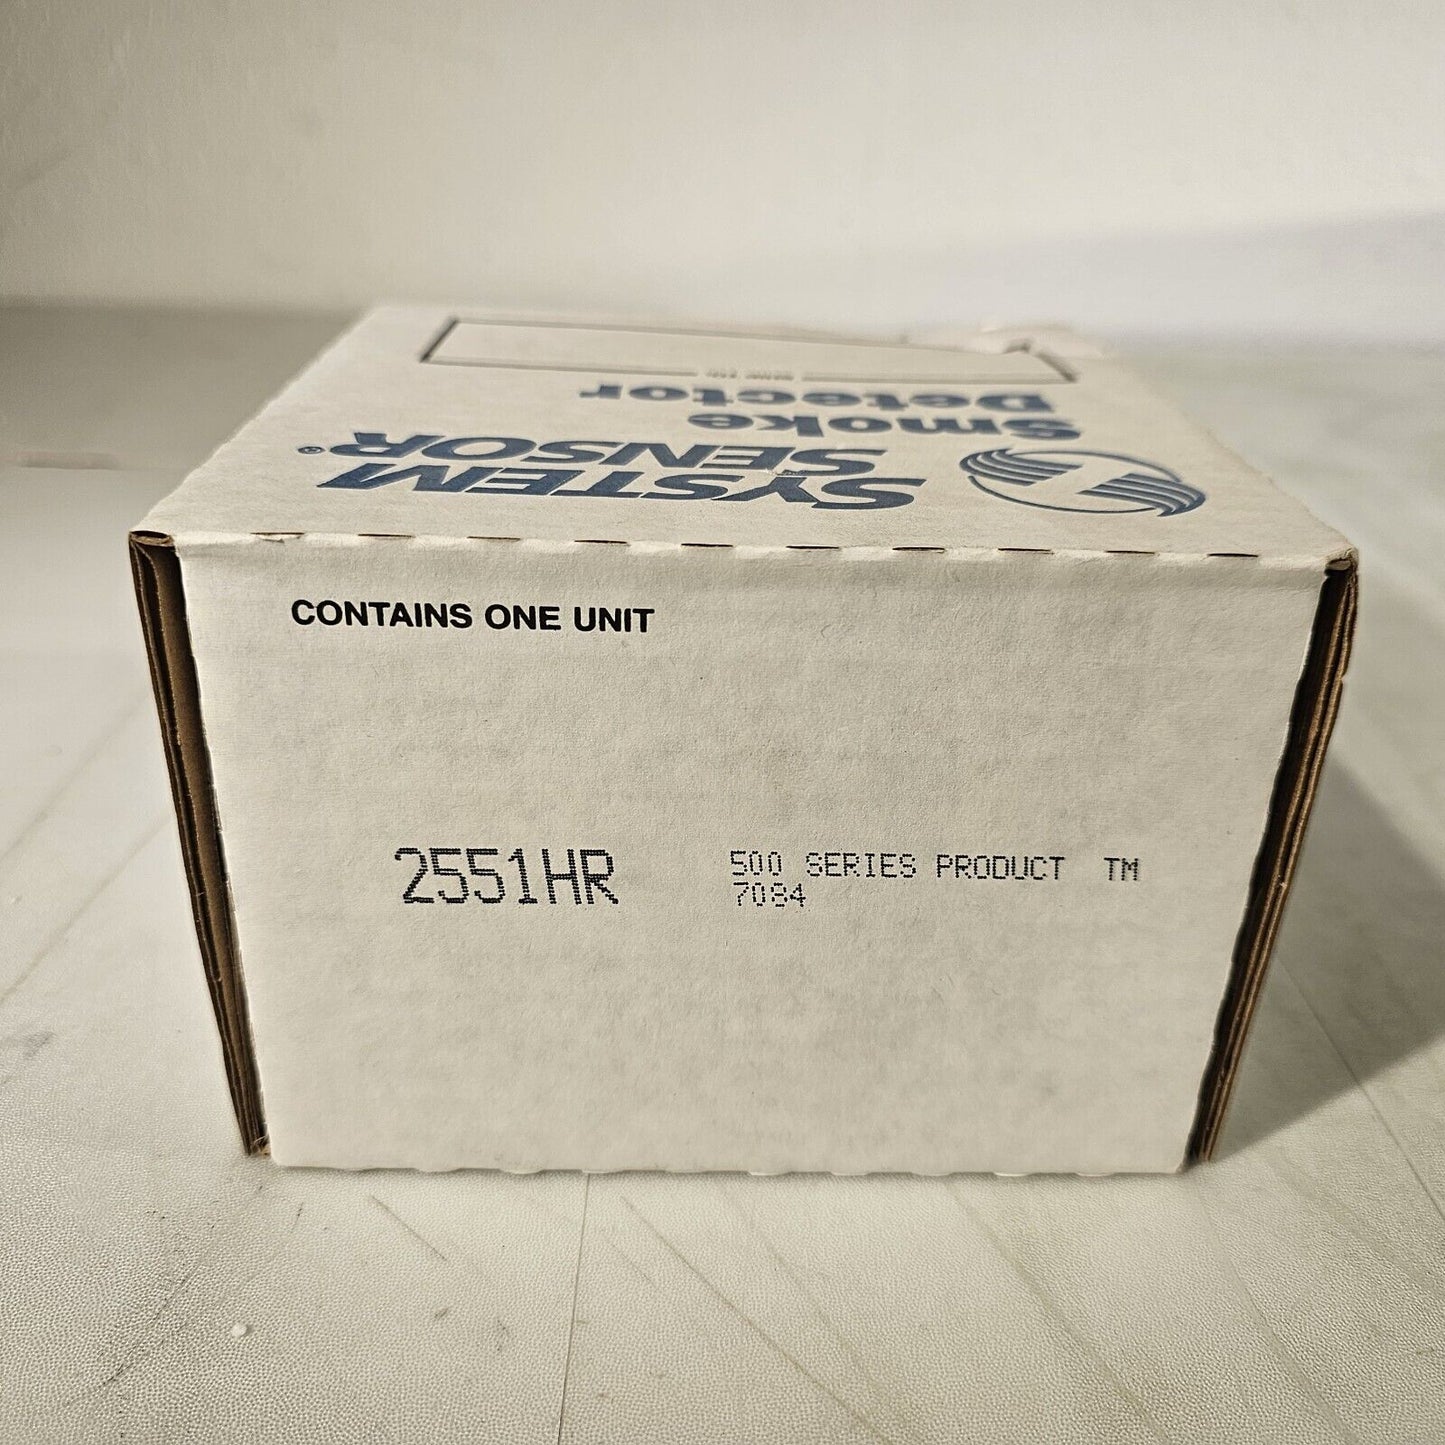 SYSTEM
SENSOR®
Smoke
Detector
CONTAINS ONE UNIT
2551HR
500 SERIES PRODUCT TM
7084